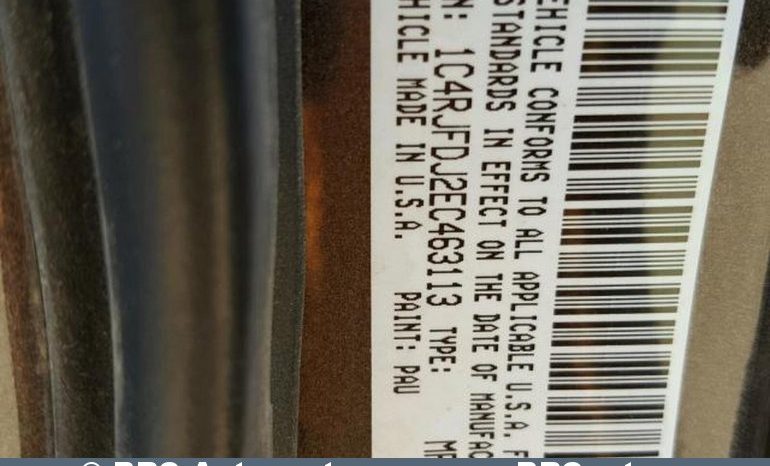 EHICLE CONFORMS TO ALL APPLICABLE U.S.A. F
STANDARDS IN EFFECT ON THE DATE OF MANUFAC
N: 1C4RJFDJ2EC463113 TYPE: MP
HICLE MADE IN U.S.A. PAINT: PAU